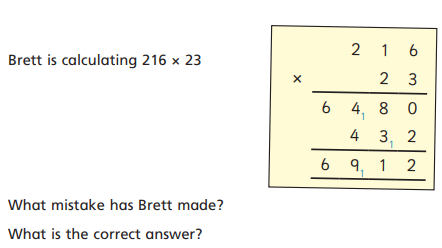 Brett is calculating 216 × 23
2 1 6
× 2 3
6 4 1 8 0
4 3 1 2
6 9 1 1 2
What mistake has Brett made?
What is the correct answer?